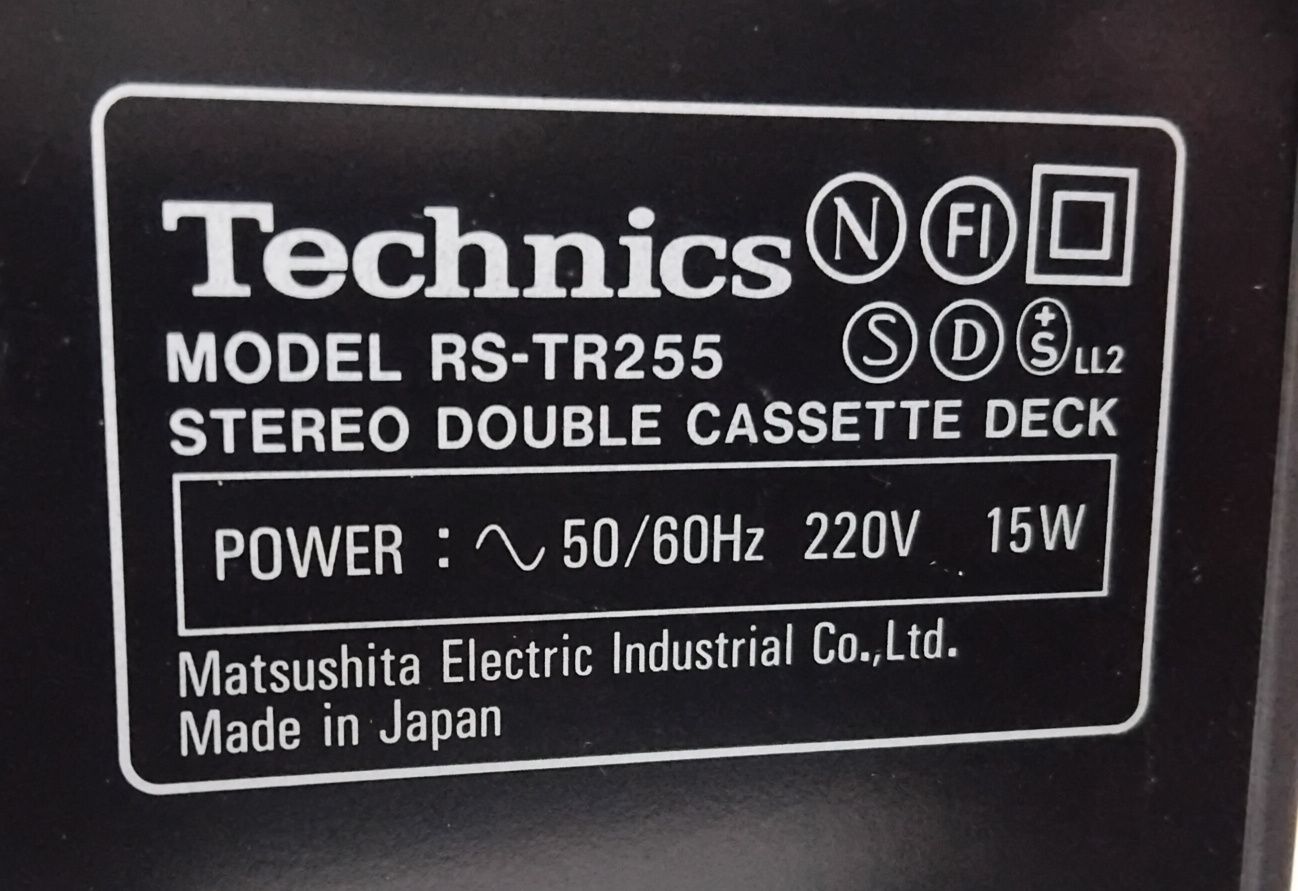 Technics N FI
MODEL RS-TR255 S D +S LL2
STEREO DOUBLE CASSETTE DECK
POWER : ∿ 50/60Hz 220V 15W
Matsushita Electric Industrial Co.,Ltd.
Made in Japan